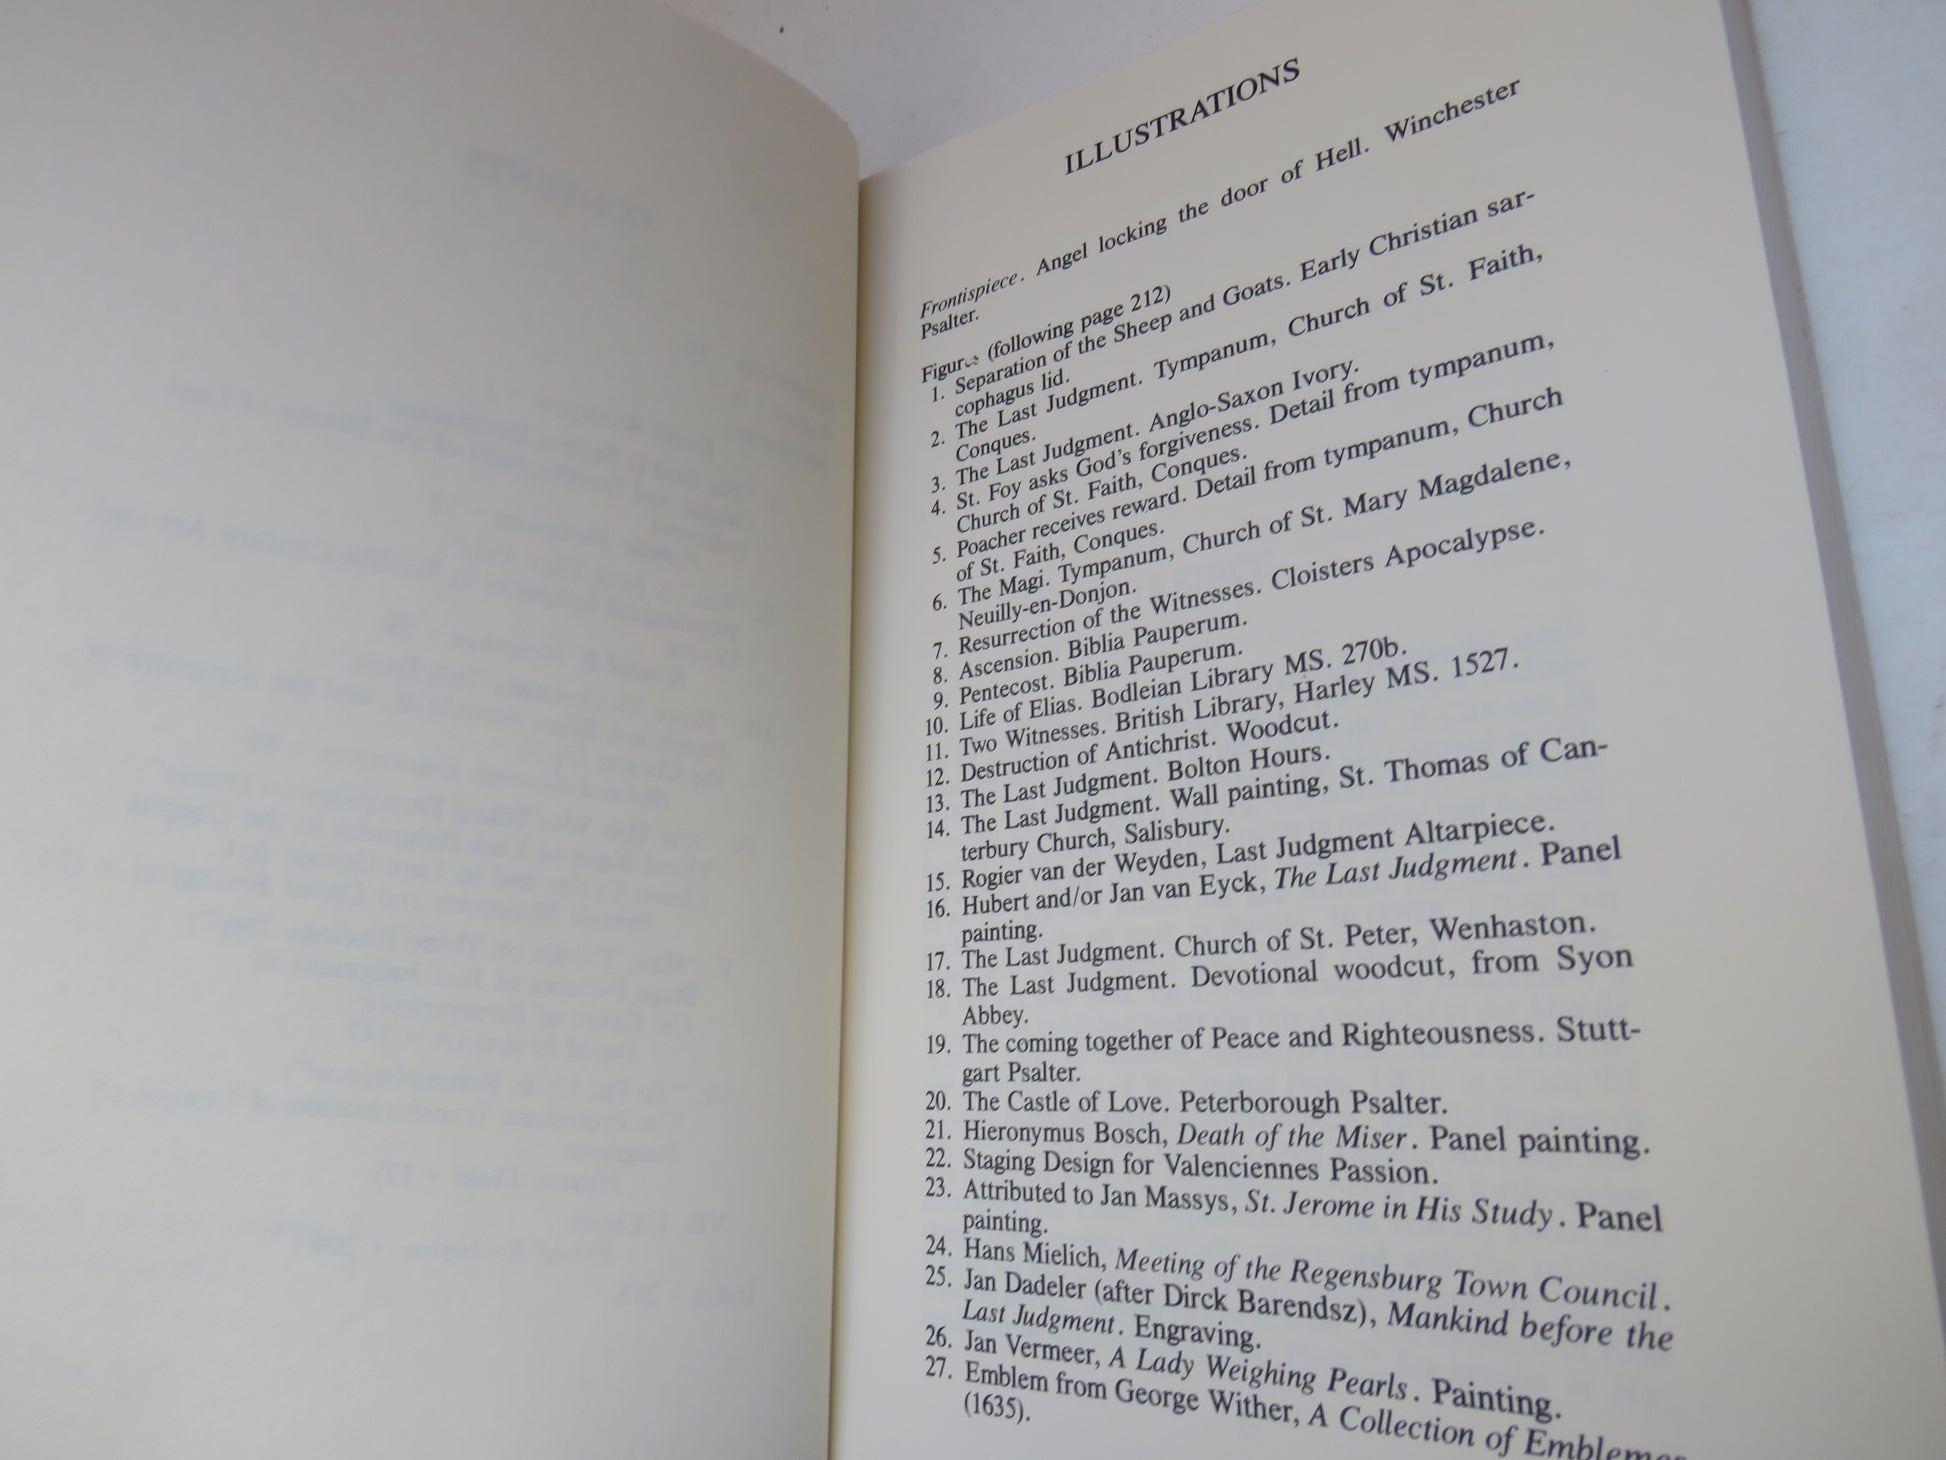 ILLUSTRATIONS
Frontispiece. Angel locking the door of Hell. Winchester
Psalter.
Figures (following page 212)
1. Separation of the Sheep and Goats. Early Christian sar-
cophagus lid.
2. The Last Judgment. Tympanum, Church of St. Faith,
Conques.
3. The Last Judgment. Anglo-Saxon Ivory.
4. St. Foy asks God's forgiveness. Detail from tympanum,
Church of St. Faith, Conques.
5. Poacher receives reward. Detail from tympanum, Church
of St. Faith, Conques.
6. The Magi. Tympanum, Church of St. Mary Magdalene,
Neuilly-en-Donjon.
7. Resurrection of the Witnesses. Cloisters Apocalypse.
8. Ascension. Biblia Pauperum.
9. Pentecost. Biblia Pauperum.
10. Life of Elias. Bodleian Library MS. 270b.
11. Two Witnesses. British Library, Harley MS. 1527.
12. Destruction of Antichrist. Woodcut.
13. The Last Judgment. Bolton Hours.
14. The Last Judgment. Wall painting, St. Thomas of Can-
terbury Church, Salisbury.
15. Rogier van der Weyden, Last Judgment Altarpiece.
16. Hubert and/or Jan van Eyck, The Last Judgment. Panel
painting.
17. The Last Judgment. Church of St. Peter, Wenhaston.
18. The Last Judgment. Devotional woodcut, from Syon
Abbey.
19. The coming together of Peace and Righteousness. Stutt-
gart Psalter.
20. The Castle of Love. Peterborough Psalter.
21. Hieronymus Bosch, Death of the Miser. Panel painting.
22. Staging Design for Valenciennes Passion.
23. Attributed to Jan Massys, St. Jerome in His Study. Panel
painting.
24. Hans Mielich, Meeting of the Regensburg Town Council.
25. Jan Dadeler (after Dirck Barendsz), Mankind before the
Last Judgment. Engraving.
26. Jan Vermeer, A Lady Weighing Pearls. Painting.
27. Emblem from George Wither, A Collection of Emblemes
(1635).